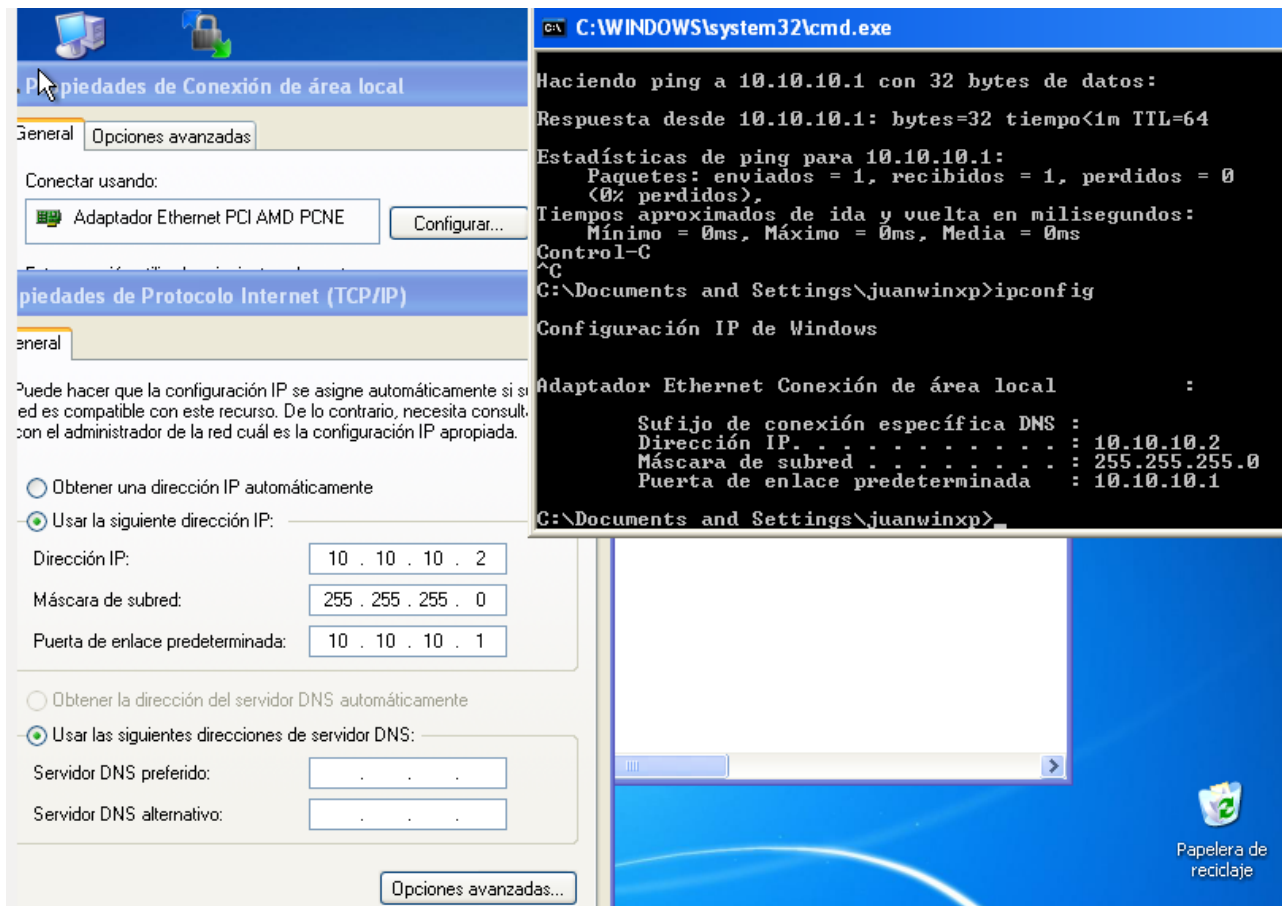 Propiedades de Conexión de área local
General
Opciones avanzadas
Conectar usando:
Adaptador Ethernet PCI AMD PCNE
Configurar...
piedades de Protocolo Internet (TCP/IP)
eneral
Puede hacer que la configuración IP se asigne automáticamente si su
ed es compatible con este recurso. De lo contrario, necesita consult
con el administrador de la red cuál es la configuración IP apropiada.
Obtener una dirección IP automáticamente
Usar la siguiente dirección IP:
Dirección IP:
10 . 10 . 10 . 2
Máscara de subred:
255 . 255 . 255 . 0
Puerta de enlace predeterminada:
10 . 10 . 10 . 1
Obtener la dirección del servidor DNS automáticamente
Usar las siguientes direcciones de servidor DNS:
Servidor DNS preferido:
. . .
Servidor DNS alternativo:
. . .
Opciones avanzadas...
C:\WINDOWS\system32\cmd.exe
Haciendo ping a 10.10.10.1 con 32 bytes de datos:
Respuesta desde 10.10.10.1: bytes=32 tiempo<1m TTL=64
Estadísticas de ping para 10.10.10.1:
Paquetes: enviados = 1, recibidos = 1, perdidos = 0
(0% perdidos),
Tiempos aproximados de ida y vuelta en milisegundos:
Mínimo = 0ms, Máximo = 0ms, Media = 0ms
Control-C
^C
C:\Documents and Settings\juanwinxp>ipconfig
Configuración IP de Windows
Adaptador Ethernet Conexión de área local :
Sufijo de conexión específica DNS :
Dirección IP. . . . . . . . . . . : 10.10.10.2
Máscara de subred . . . . . . . . : 255.255.255.0
Puerta de enlace predeterminada : 10.10.10.1
C:\Documents and Settings\juanwinxp>_
Papelera de
reciclaje